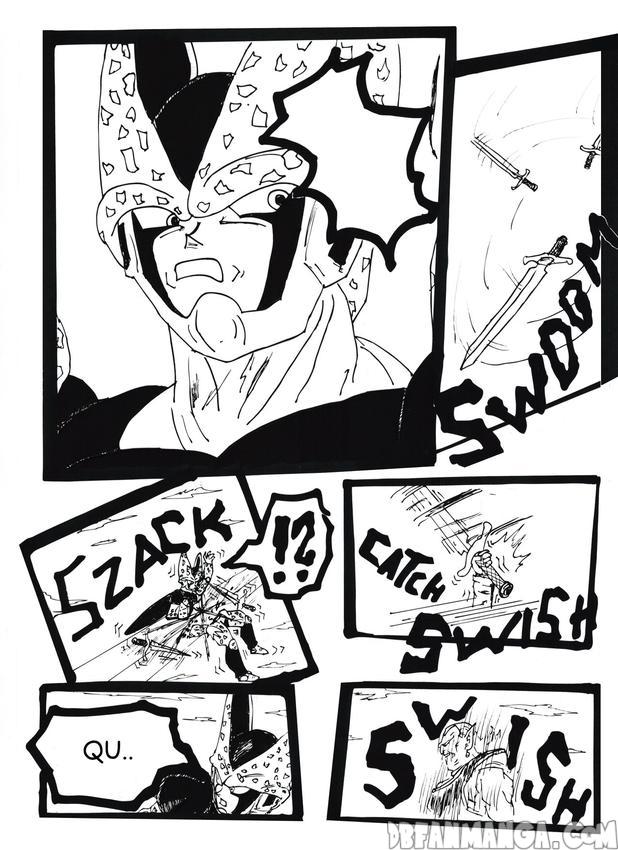 SWOOM
SZACK
!?
CATCH
SWISH
QU..
SWISH
DBFANMANGA.COM